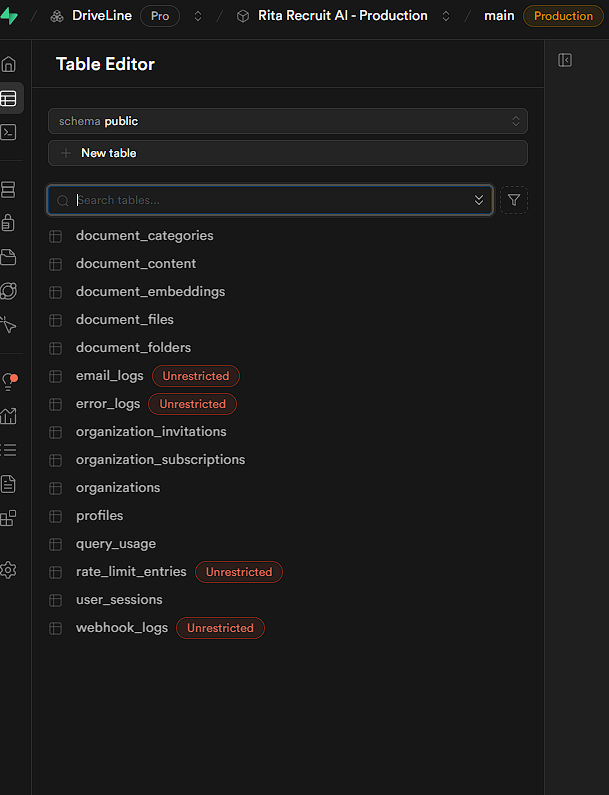 DriveLine Pro Rita Recruit AI - Production main Production
Table Editor
schema public
New table
Search tables...
document_categories
document_content
document_embeddings
document_files
document_folders
email_logs Unrestricted
error_logs Unrestricted
organization_invitations
organization_subscriptions
organizations
profiles
query_usage
rate_limit_entries Unrestricted
user_sessions
webhook_logs Unrestricted